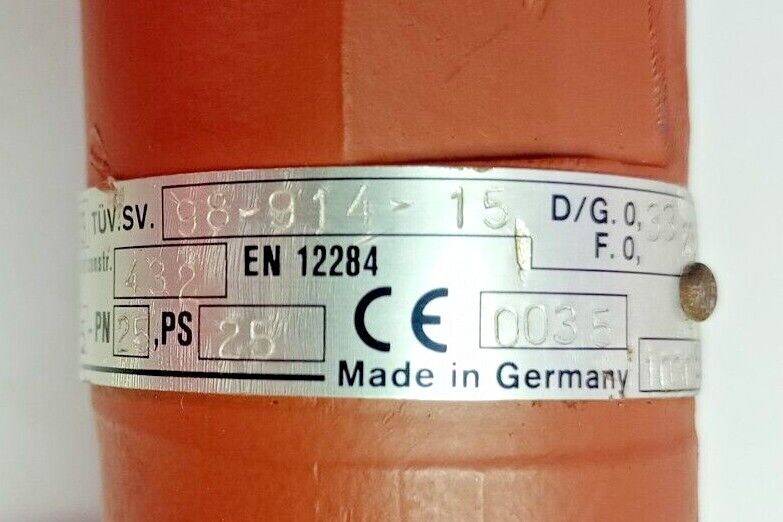 TÜV.SV. 98-914-15 D/G. 0,33
F. 0,
432 EN 12284
-PN 25, PS 25 CE 0035
Made in Germany